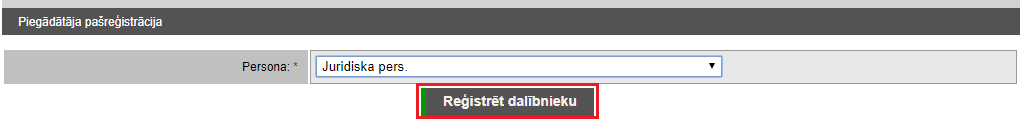 Piegādātāja pašreģistrācija
Persona: * Juridiska pers.
Reģistrēt dalībnieku